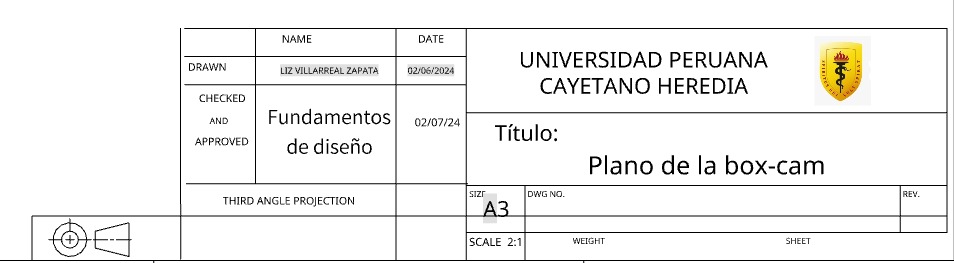 NAME
DATE
UNIVERSIDAD PERUANA
CAYETANO HEREDIA
DRAWN
LIZ VILLARREAL ZAPATA
02/06/2024
CHECKED
AND
APPROVED
Fundamentos
de diseño
02/07/24
Título:
Plano de la box-cam
THIRD ANGLE PROJECTION
SIZE
A3
DWG NO.
REV.
SCALE 2:1
WEIGHT
SHEET